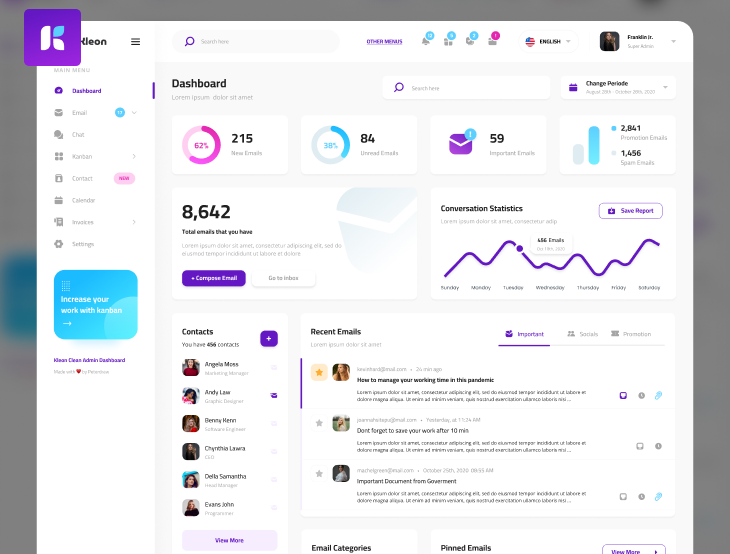 Kleon
Search here
OTHER MENUS
ENGLISH
Franklin Jr.
Super Admin
MAIN MENU
Dashboard
Email
Chat
Kanban
Contact
NEW
Calendar
Invoices
Settings
Increase your
work with kanban
Kleon Clean Admin Dashboard
Made with ❤ by Peterdraw
Dashboard
Lorem ipsum dolor sit amet
Search here
Change Periode
August 28th - October 28th, 2020
62%
215
New Emails
38%
84
Unread Emails
1
59
Important Emails
2,841
Promotion Emails
1,456
Spam Emails
8,642
Total emails that you have
Lorem ipsum dolor sit amet, consectetur adipiscing elit, sed do
eiusmod tempor incididunt ut labore et dolore
+ Compose Email
Go to Inbox
Conversation Statistics
Lorem ipsum dolor sit amet, consectetur adip
Save Report
456 Emails
Oct 18th, 2020
Sunday
Monday
Tuesday
Wednesday
Thursday
Friday
Saturday
Contacts
You have 456 contacts
+
Angela Moss
Marketing Manager
Andy Law
Graphic Designer
Benny Kenn
Software Engineer
Chynthia Lawra
CEO
Della Samantha
Head Manager
Evans John
Programmer
View More
Recent Emails
Lorem ipsum dolor sit amet
Important
Socials
Promotion
kevinhard@mail.com • 24 min ago
How to manage your working time in this pandemic
Lorem ipsum dolor sit amet, consectetur adipiscing elit, sed do eiusmod tempor incididunt ut labore et
dolore magna aliqua. Ut enim ad minim veniam, quis nostrud exercitation ullamco laboris nisi ...
• Yesterday, at 11:24 AM
Dont forget to save your work after 10 min
Lorem ipsum dolor sit amet, consectetur adipiscing elit, sed do eiusmod tempor incididunt ut labore et
dolore magna aliqua. Ut enim ad minim veniam, quis nostrud exercitation ullamco laboris nisi ...
• October 25th, 2020 08:55 AM
Important Document from Goverment
Lorem ipsum dolor sit amet, consectetur adipiscing elit, sed do eiusmod tempor incididunt ut labore et
dolore magna aliqua. Ut enim ad minim veniam, quis nostrud exercitation ullamco laboris nisi ...
Email Categories
Pinned Emails
View More